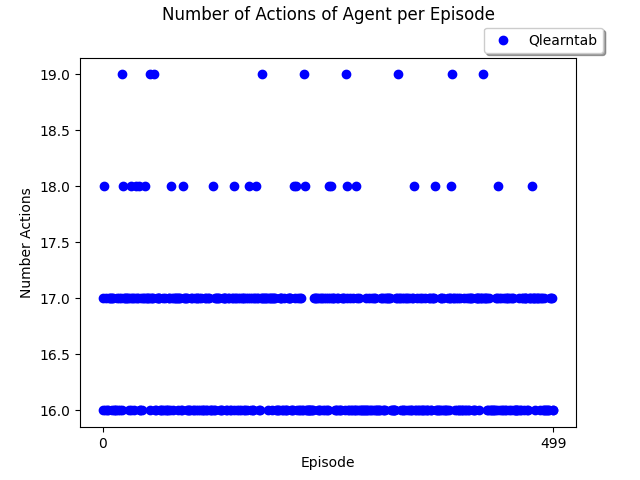 Number of Actions of Agent per Episode
Qlearntab
19.0
18.5
18.0
17.5
17.0
16.5
16.0
Number Actions
0 499
Episode